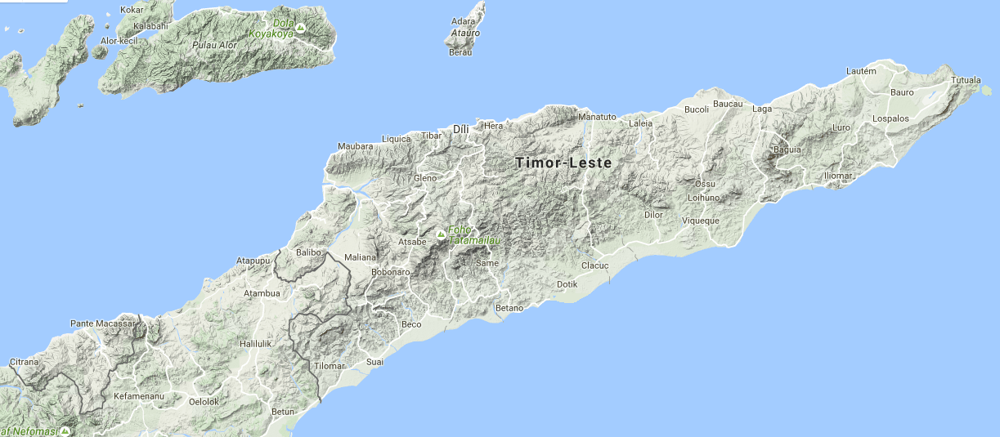 Kokar
Kalabahi
Alor-kecil
Pulau Alor
Dola
Koyakoya
Adara
Atauro
Berau
Lautém
Tutuala
Bauro
Baucau
Bucoli
Laga
Manatuto
Laleia
Lospalos
Luro
Díli
Hera
Tibar
Liquica
Maubara
Baguia
Timor-Leste
Gleno
Iliomar
Ossu
Loihuno
Dilor
Viqueque
Foho
Tatamailau
Atsabe
Balibo
Maliana
Atapupu
Same
Clacuc
Bobonaro
Dotik
Atambua
Betano
Pante Macassar
Beco
Halilulik
Citrana
Suai
Tilomar
Kefamenanu
Oelolok
Betun
af Nefomasi